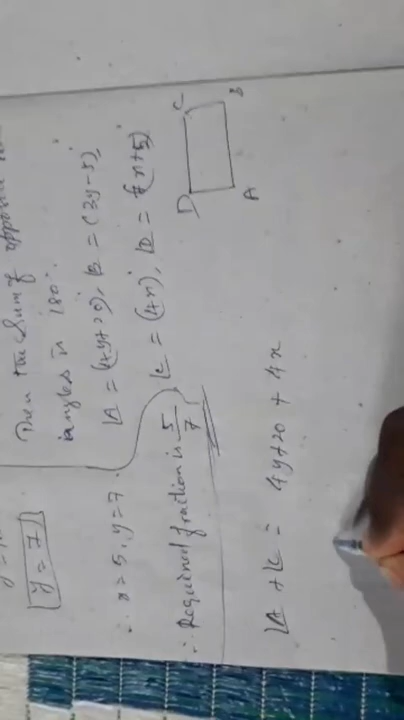 y = 7
∴ x = 5, y = 7.
∴ Required fraction is 5/7
Then the sum of opposite
angles is 180°.
∠A = (4y+20)°, ∠B = (3y-5)°
∠C = (4x)°, ∠D = (7x+5)°
D C
A B
∠A + ∠C = 4y+20 + 4x